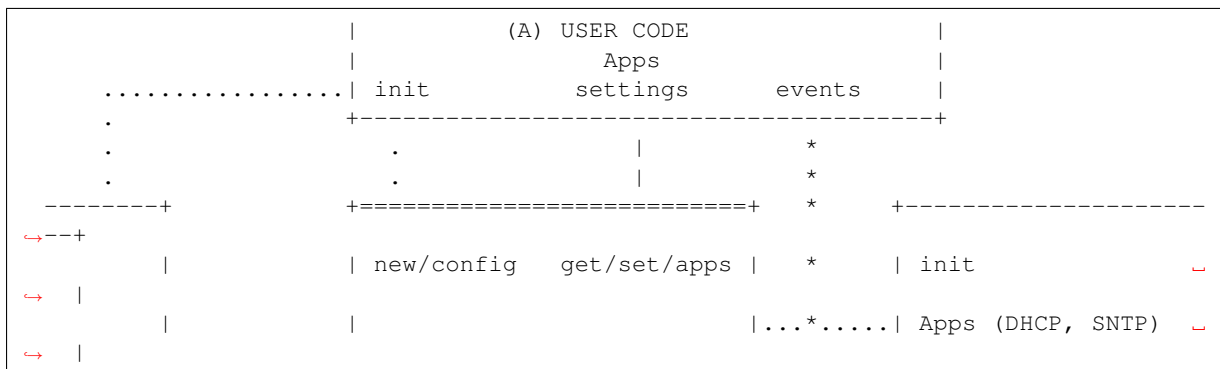 |          (A) USER CODE                 |
                        |                 Apps                   |
      ..................| init          settings      events     |
      .                 +----------------------------------------+
      .                    .                |         *
      .                    .                |         *
  --------+             +===========================+   *     +---------------------
↪--+
          |             | new/config   get/set/apps |   *     | init               ␣
↪  |
          |             |                           |...*.....| Apps (DHCP, SNTP)  ␣
↪  |